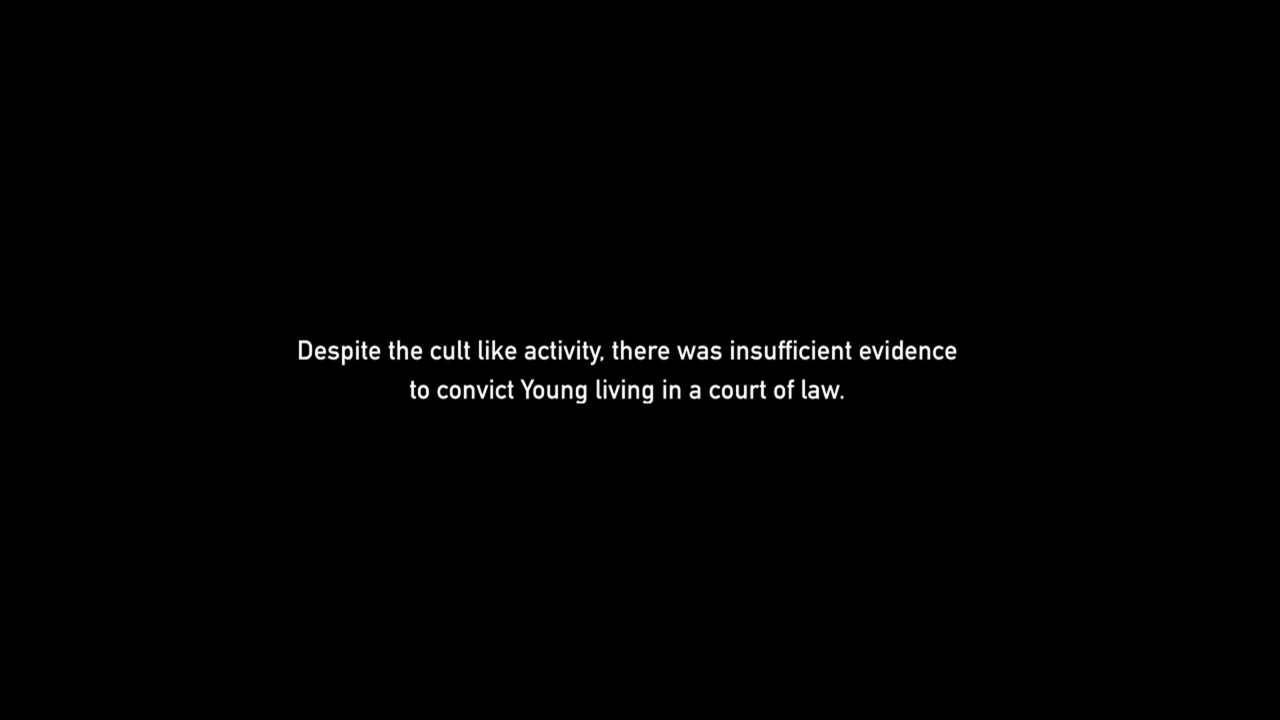 Despite the cult like activity, there was insufficient evidence
to convict Young living in a court of law.